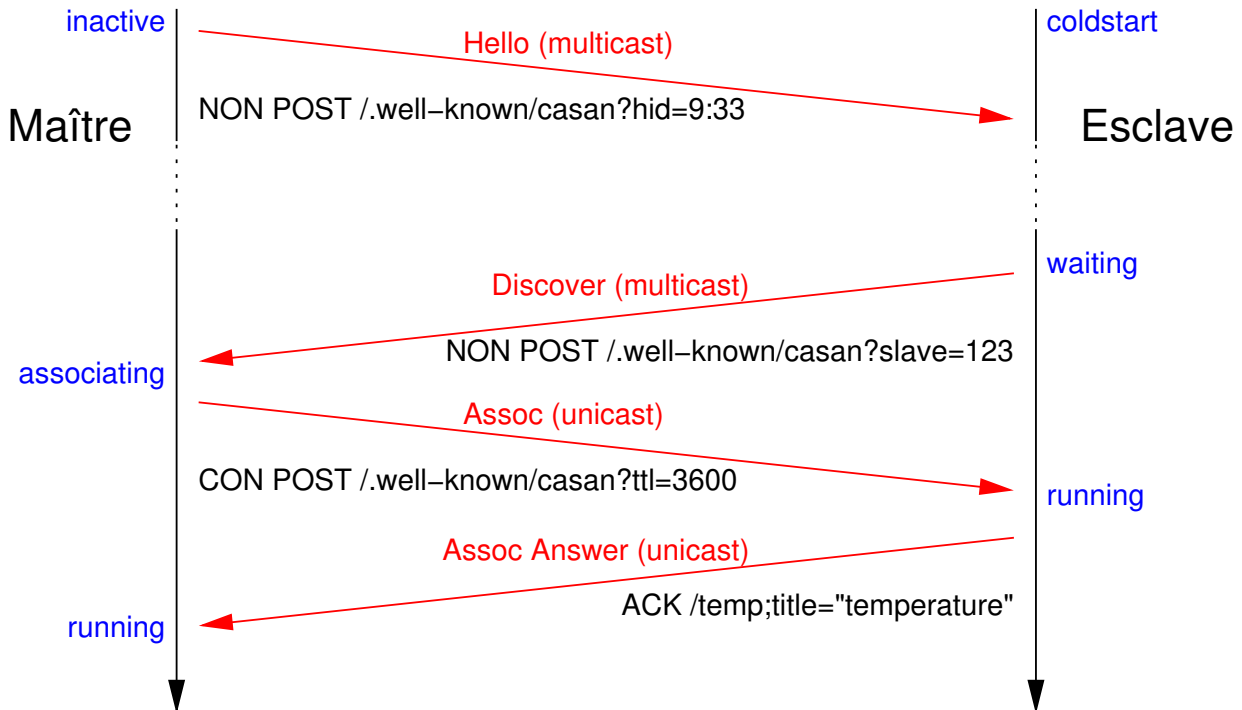 inactive
coldstart
Hello (multicast)
NON POST /.well−known/casan?hid=9:33
Maître
Esclave
waiting
Discover (multicast)
NON POST /.well−known/casan?slave=123
associating
Assoc (unicast)
CON POST /.well−known/casan?ttl=3600
running
Assoc Answer (unicast)
ACK /temp;title="temperature"
running